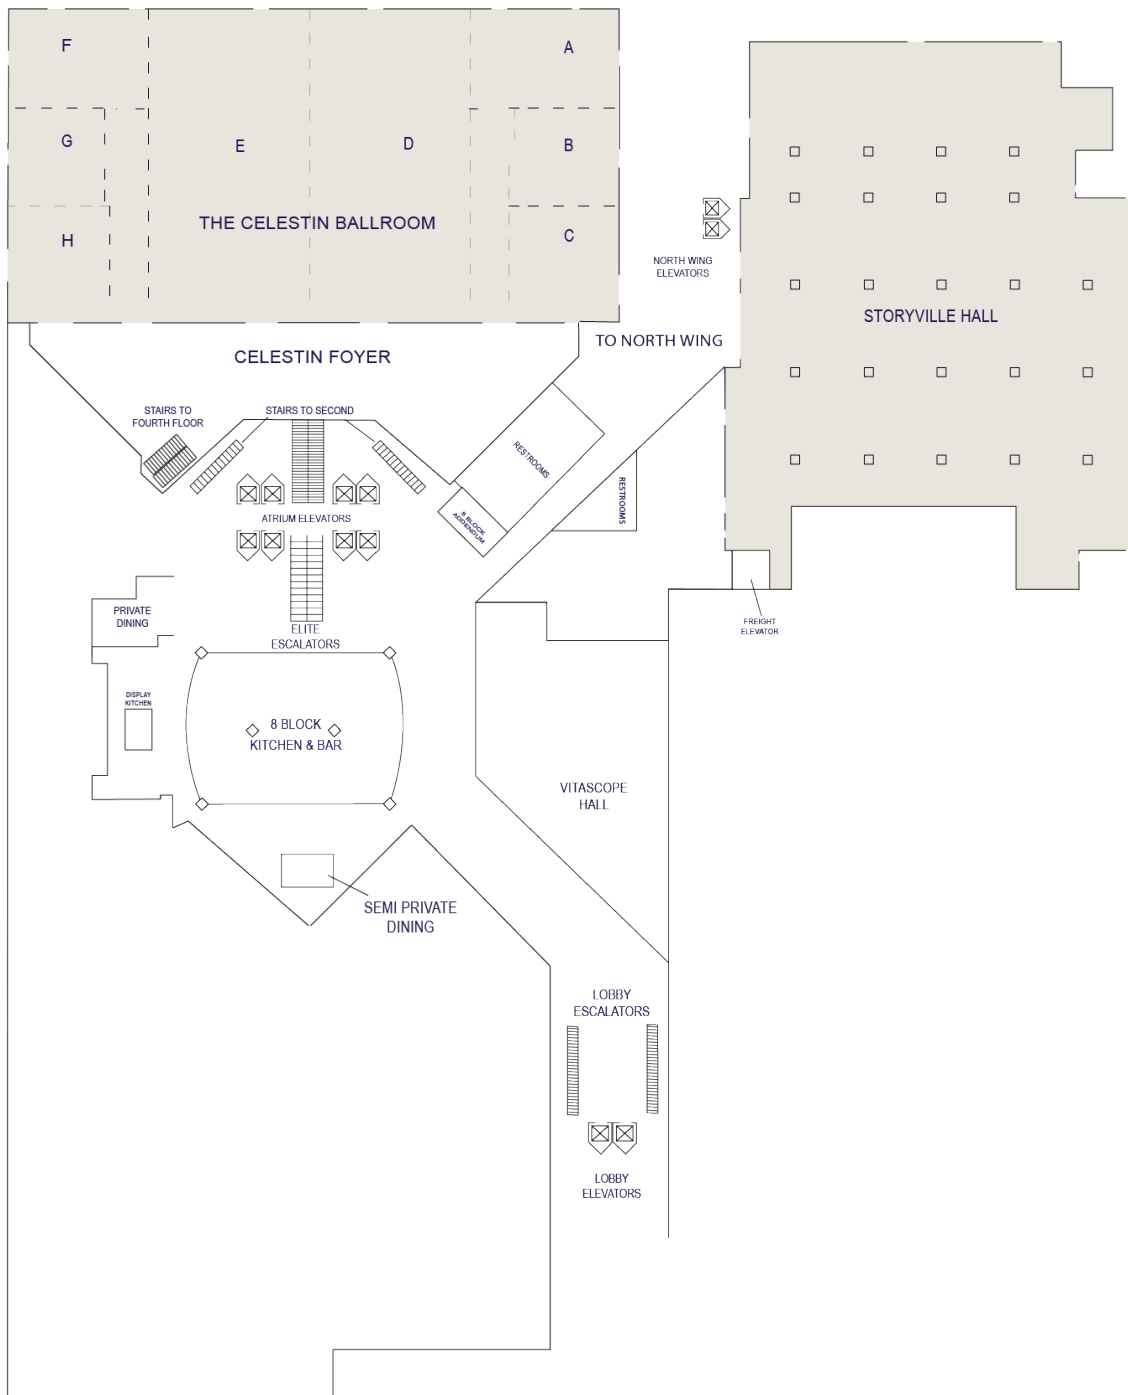 F
A
G
E
D
B
THE CELESTIN BALLROOM
H
C
NORTH WING
ELEVATORS
STORYVILLE HALL
TO NORTH WING
CELESTIN FOYER
STAIRS TO
FOURTH FLOOR
STAIRS TO SECOND
RESTROOMS
RESTROOMS
8 BLOCK
ADDENDUM
ATRIUM ELEVATORS
PRIVATE
DINING
ELITE
ESCALATORS
FREIGHT
ELEVATOR
DISPLAY
KITCHEN
8 BLOCK
KITCHEN & BAR
VITASCOPE
HALL
SEMI PRIVATE
DINING
LOBBY
ESCALATORS
LOBBY
ELEVATORS